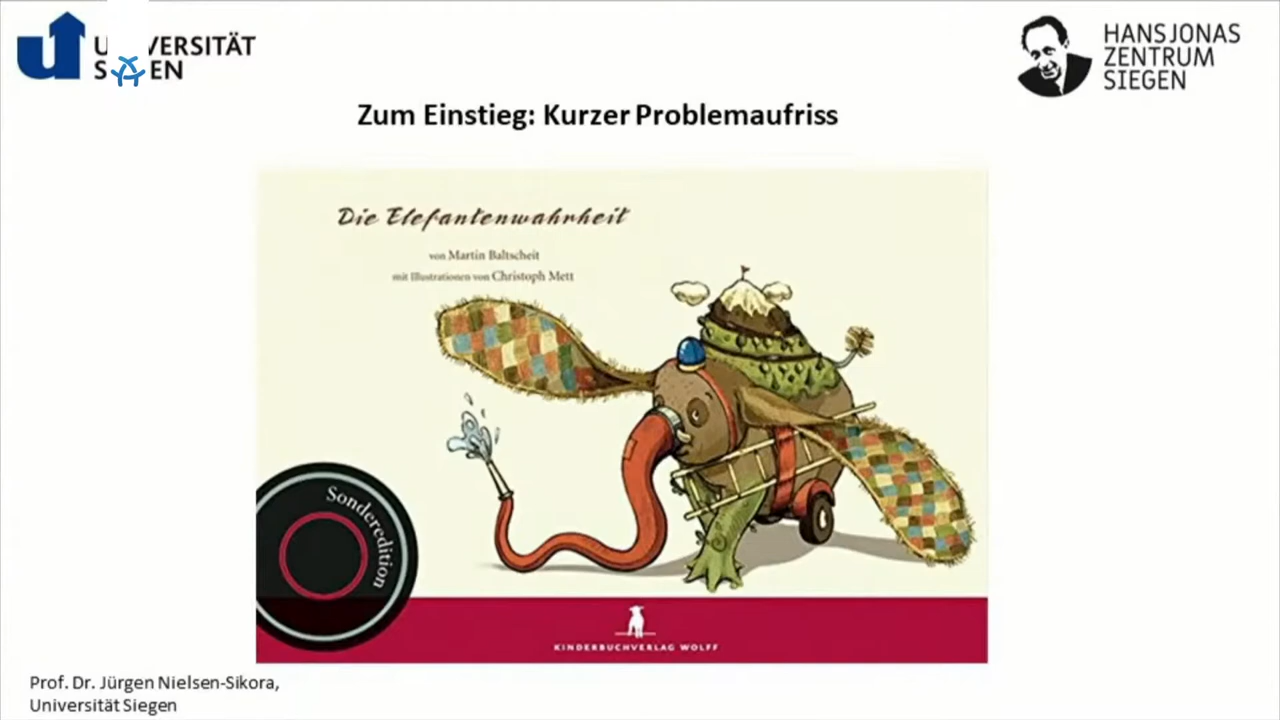 UNIVERSITÄT
SIEGEN
HANS JONAS
ZENTRUM
SIEGEN
Zum Einstieg: Kurzer Problemaufriss
Die Elefantenwahrheit
von Martin Baltscheit
mit Illustrationen von Christoph Mett
Sonderedition
KINDERBUCHVERLAG WOLFF
Prof. Dr. Jürgen Nielsen-Sikora,
Universität Siegen